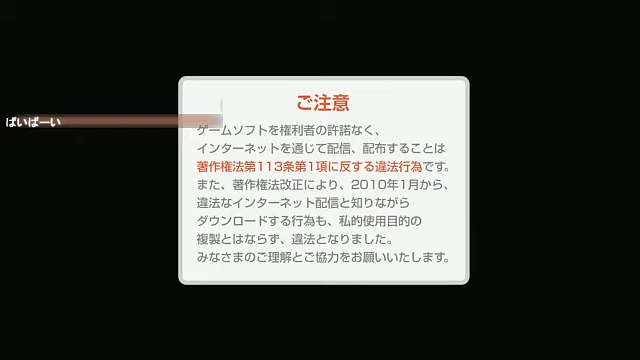 ご注意
ばいばーい
ゲームソフトを権利者の許諾なく、
インターネットを通じて配信、配布することは
著作権法第113条第1項に反する違法行為です。
また、著作権法改正により、2010年1月から、
違法なインターネット配信と知りながら
ダウンロードする行為も、私的使用目的の
複製とはならず、違法となりました。
みなさまのご理解とご協力をお願いいたします。